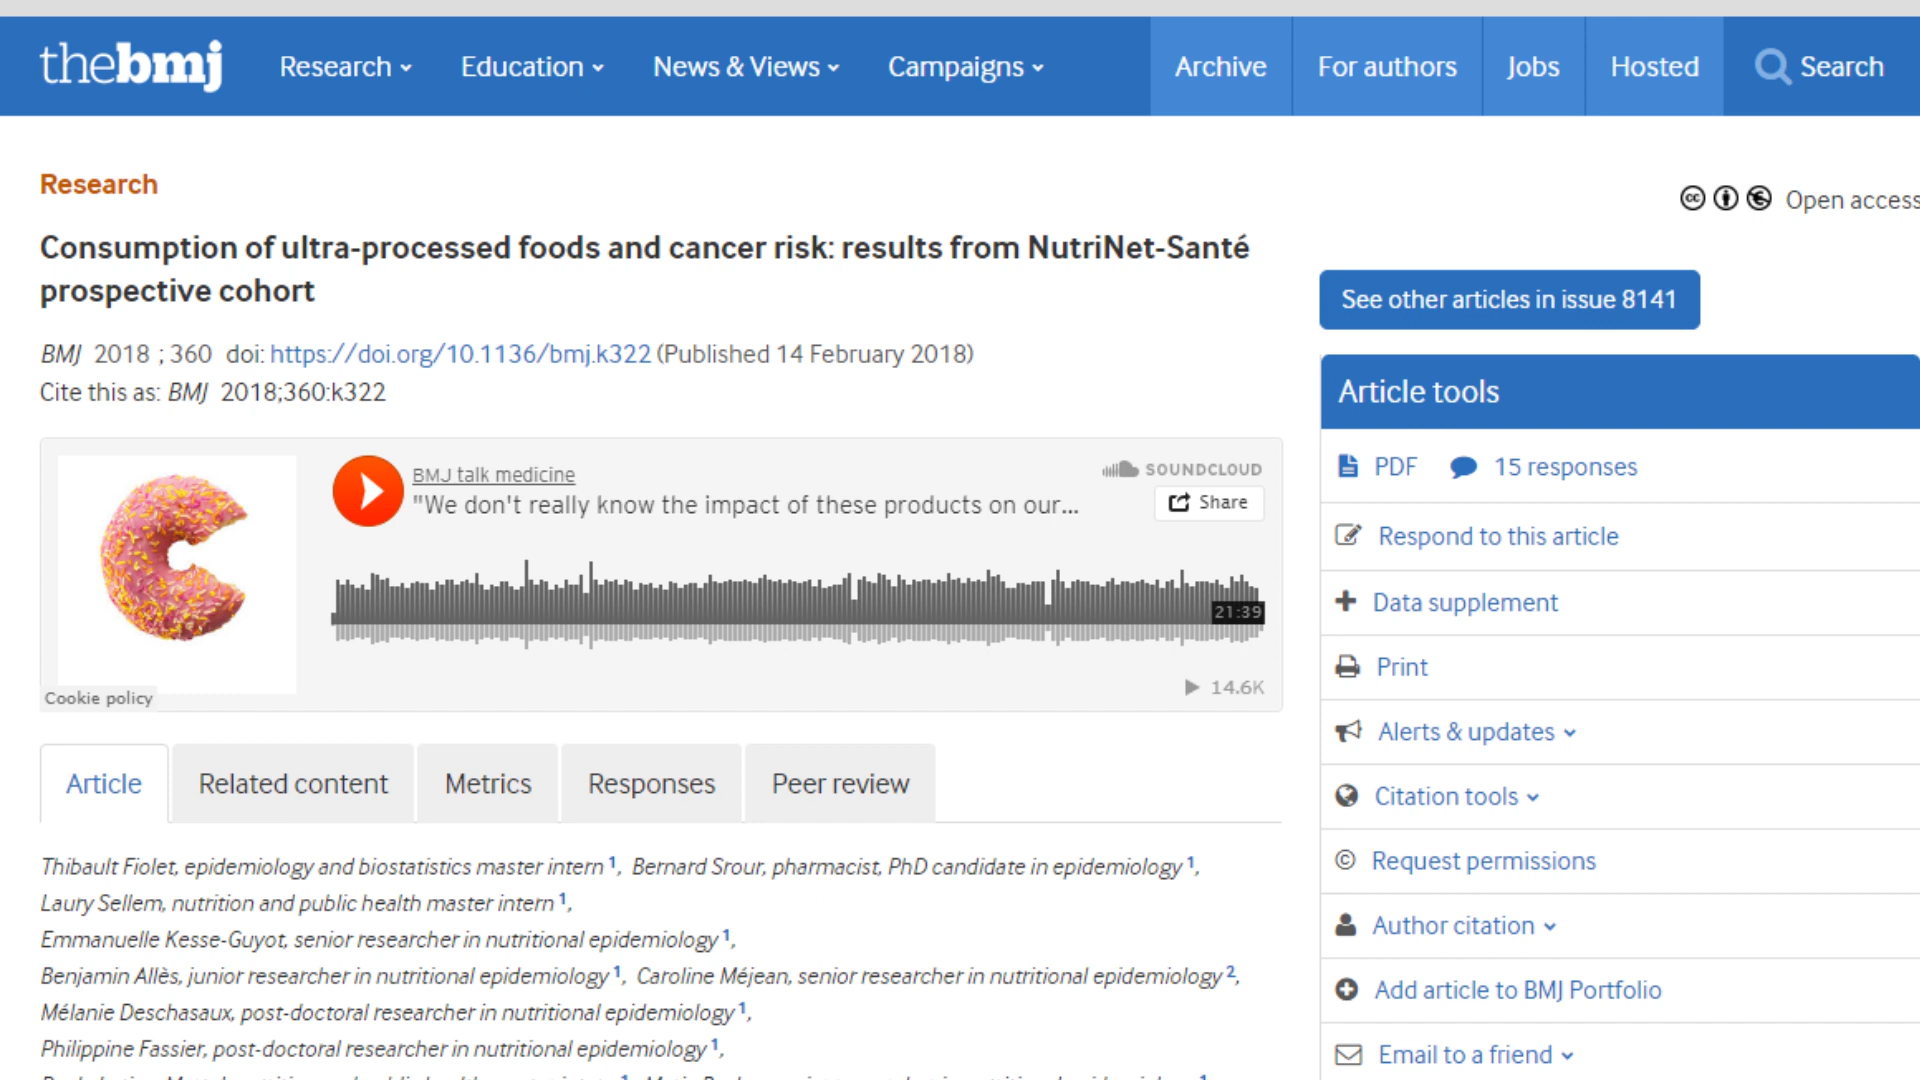 thebmj
Research
Education
News & Views
Campaigns
Archive
For authors
Jobs
Hosted
Search
Research
Open access
Consumption of ultra-processed foods and cancer risk: results from NutriNet-Santé
prospective cohort
BMJ 2018 ; 360 doi: https://doi.org/10.1136/bmj.k322 (Published 14 February 2018)
Cite this as: BMJ 2018;360:k322
BMJ talk medicine
"We don't really know the impact of these products on our...
SOUNDCLOUD
Share
21:39
14.6K
Cookie policy
Article
Related content
Metrics
Responses
Peer review
Thibault Fiolet, epidemiology and biostatistics master intern 1, Bernard Srour, pharmacist, PhD candidate in epidemiology 1,
Laury Sellem, nutrition and public health master intern 1,
Emmanuelle Kesse-Guyot, senior researcher in nutritional epidemiology 1,
Benjamin Allès, junior researcher in nutritional epidemiology 1, Caroline Méjean, senior researcher in nutritional epidemiology 2,
Mélanie Deschasaux, post-doctoral researcher in nutritional epidemiology 1,
Philippine Fassier, post-doctoral researcher in nutritional epidemiology 1,
See other articles in issue 8141
Article tools
PDF
15 responses
Respond to this article
Data supplement
Print
Alerts & updates
Citation tools
Request permissions
Author citation
Add article to BMJ Portfolio
Email to a friend